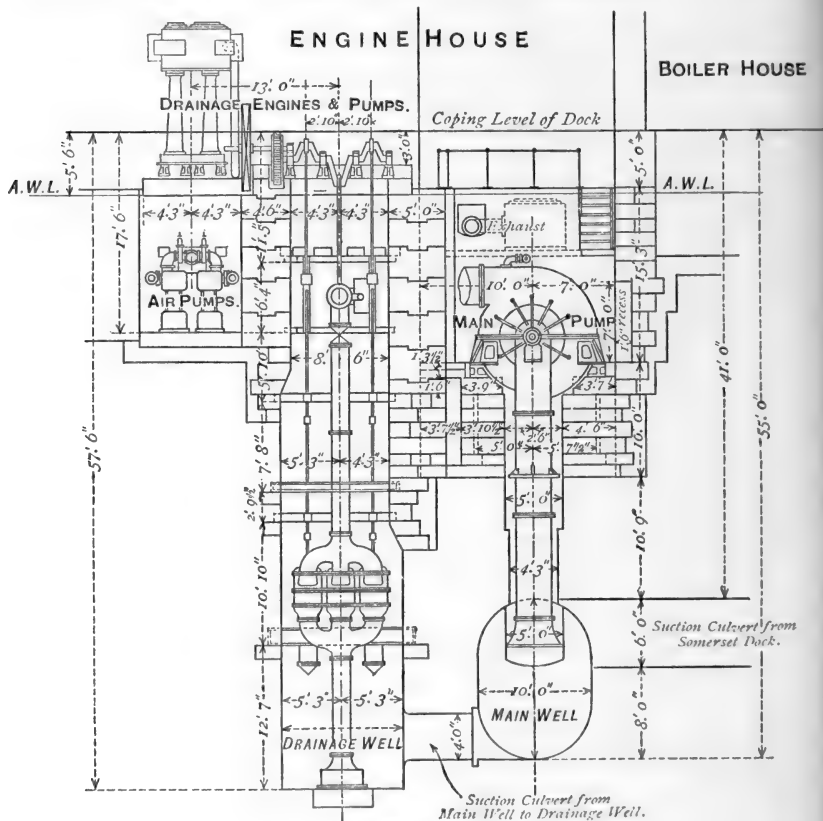 ENGINE HOUSE
BOILER HOUSE
13'. 0"
DRAINAGE ENGINES & PUMPS.
2'. 10" 2'. 10"
Coping Level of Dock
5'. 6"
3'. 0"
5'. 0"
A.W.L.
A.W.L.
17'. 6"
4'. 3" 4'. 3" 4'. 6" 4'. 3" 4'. 3" 5'. 0"
11'. 5"
Exhaust
15'. 3"
AIR PUMPS.
6'. 4"
10'. 0" 7'. 0"
MAIN PUMP
7'. 0"
1'. 6" recess
41'. 0"
55'. 0"
57'. 6"
5'. 10"
8'. 6"
1'. 3½"
1'. 6"
3'. 9"
3'. 7"
16'. 0"
3'. 7½" 3'. 10½" 2'. 6" 4'. 6"
5'. 0" 5'. 7½"
7'. 8"
5'. 3" 4'. 3"
2'. 9½"
5'. 0"
10'. 9"
10'. 10"
4'. 3"
5'. 0"
6'. 0"
Suction Culvert from
Somerset Dock.
12'. 7"
5'. 3" 5'. 3"
10'. 0"
MAIN WELL
8'. 0"
4'. 0"
DRAINAGE WELL
Suction Culvert from
Main Well to Drainage Well.